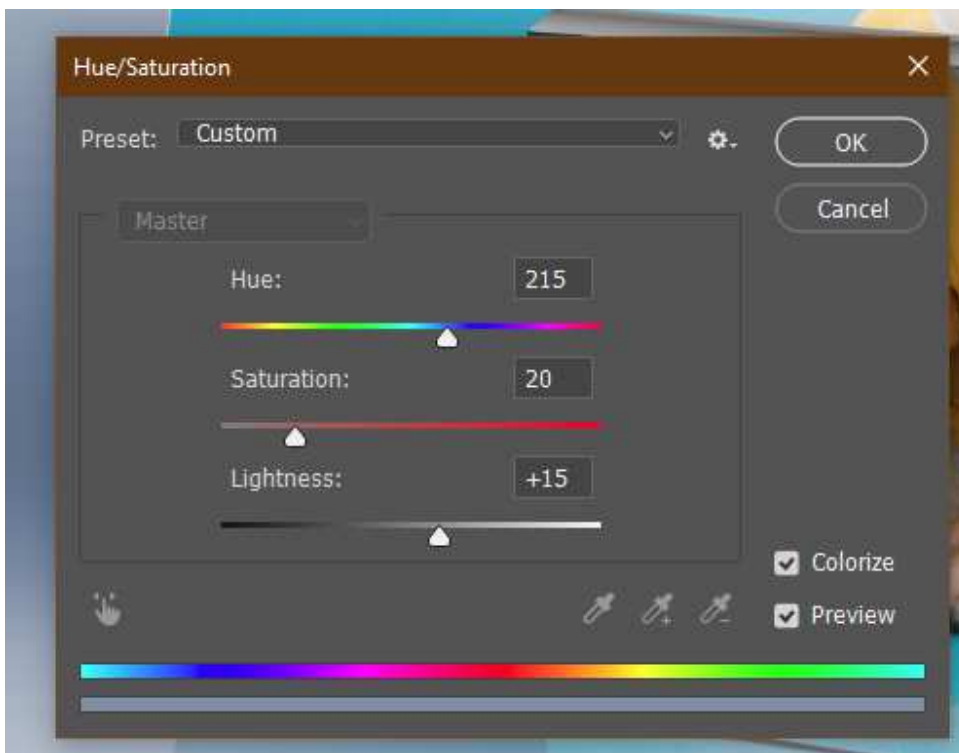 Hue/Saturation
Preset: Custom
OK
Cancel
Master
Hue: 215
Saturation: 20
Lightness: +15
Colorize
Preview